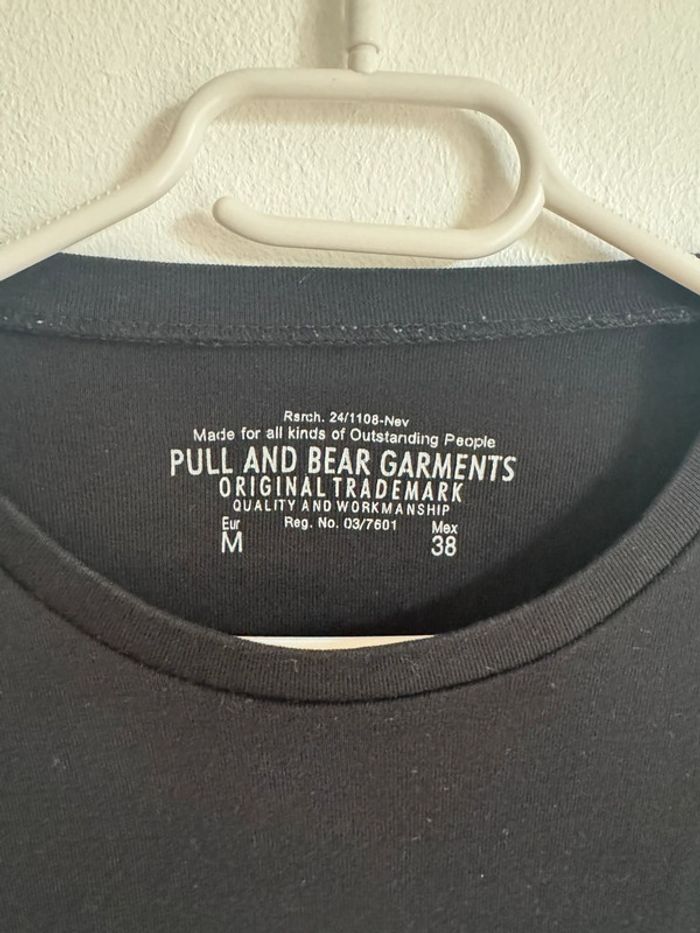 Rsrch. 24/1108-Nev
Made for all kinds of Outstanding People
PULL AND BEAR GARMENTS
ORIGINAL TRADEMARK
QUALITY AND WORKMANSHIP
Eur Reg. No. 03/7601 Mex
M 38